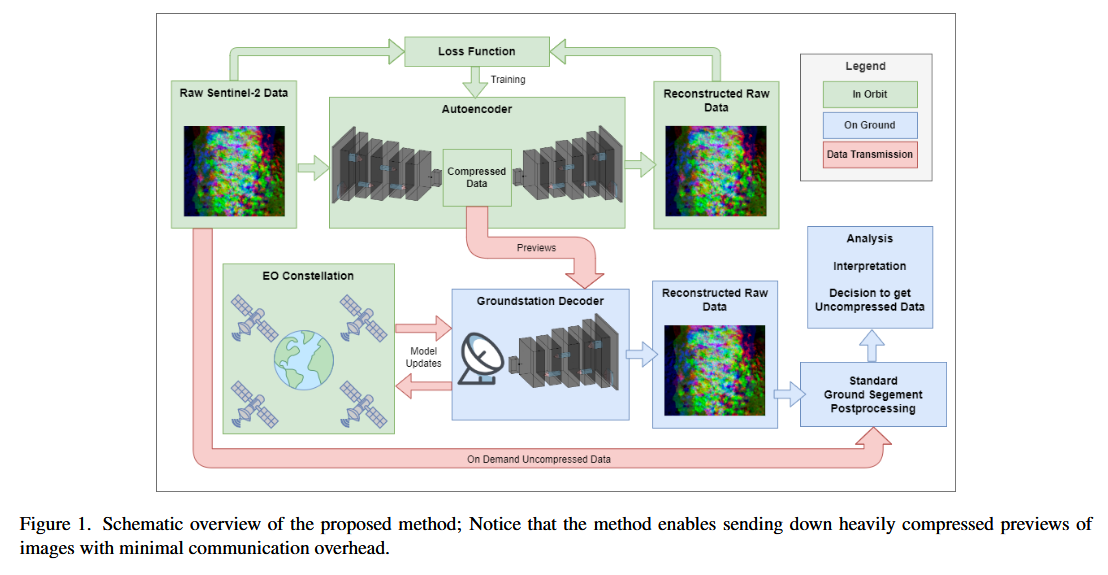 Loss Function
Training
Raw Sentinel-2 Data
Autoencoder
Compressed
Data
Reconstructed Raw
Data
Legend
In Orbit
On Ground
Data Transmission
Previews
EO Constellation
Model
Updates
Groundstation Decoder
Reconstructed Raw
Data
Analysis
Interpretation
Decision to get
Uncompressed Data
Standard
Ground Segement
Postprocessing
On Demand Uncompressed Data
Figure 1. Schematic overview of the proposed method; Notice that the method enables sending down heavily compressed previews of
images with minimal communication overhead.